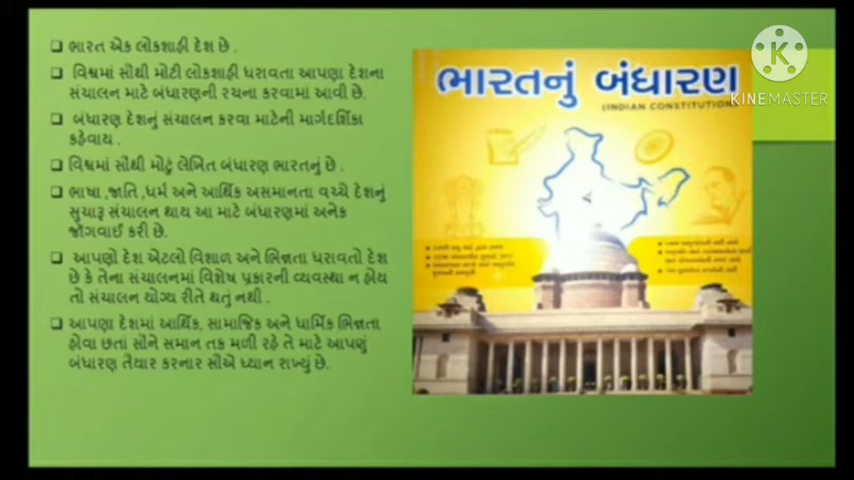 ભારત એક લોકશાહી દેશ છે .
વિશ્વમાં સૌથી મોટી લોકશાહી ધરાવતા આપણા દેશના
સંચાલન માટે બંધારણની રચના કરવામાં આવી છે.
બંધારણ દેશનું સંચાલન કરવા માટેની માર્ગદર્શિકા
કહેવાય .
વિશ્વમાં સૌથી મોટું લેખિત બંધારણ ભારતનું છે .
ભાષા ,જાતિ ,ધર્મ અને આર્થિક અસમાનતા વચ્ચે દેશનું
સુચારૂ સંચાલન થાય આ માટે બંધારણમાં અનેક
જોગવાઈ કરી છે.
આપણો દેશ એટલો વિશાળ અને ભિન્નતા ધરાવતો દેશ
છે કે તેના સંચાલનમાં વિશેષ પ્રકારની વ્યવસ્થા ન હોય
તો સંચાલન યોગ્ય રીતે થતું નથી .
આપણા દેશમાં આર્થિક, સામાજિક અને ધાર્મિક ભિન્નતા
હોવા છતાં સૌને સમાન તક મળી રહે તે માટે આપણું
બંધારણ તૈયાર કરનાર સૌએ ધ્યાન રાખ્યું છે.
ભારતનું બંધારણ
(INDIAN CONSTITUTION)
KINEMASTER